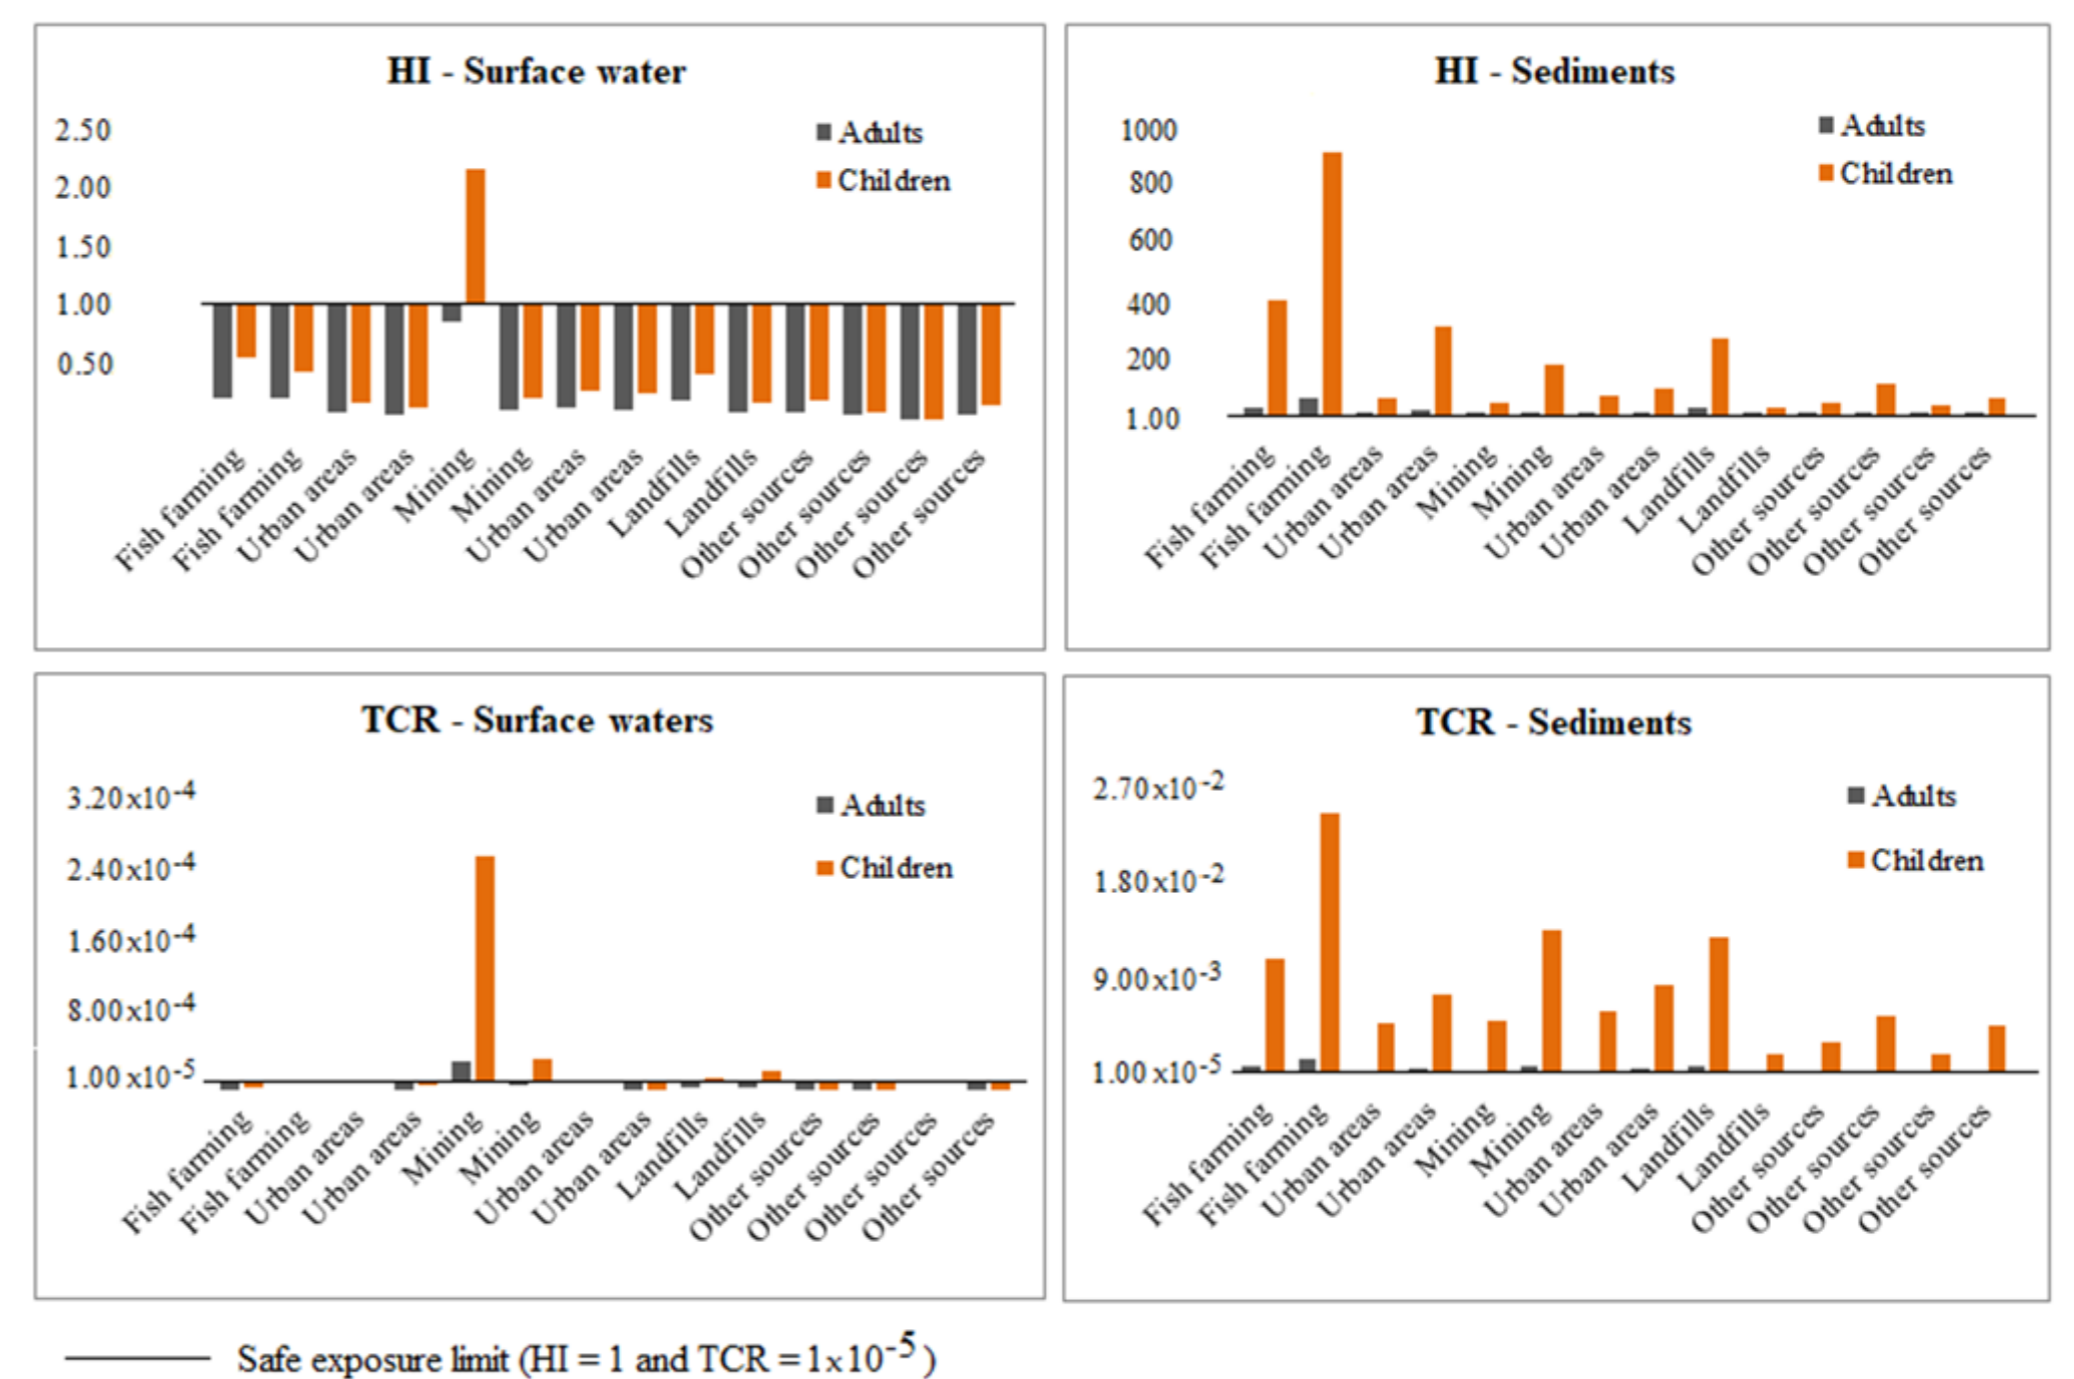 HI - Surface water
2.50
2.00
1.50
1.00
0.50
Adults
Children
Fish farming
Fish farming
Urban areas
Urban areas
Mining
Mining
Urban areas
Urban areas
Landfills
Landfills
Other sources
Other sources
Other sources
Other sources
HI - Sediments
1000
800
600
400
200
1.00
Adults
Children
Fish farming
Fish farming
Urban areas
Urban areas
Mining
Mining
Urban areas
Urban areas
Landfills
Landfills
Other sources
Other sources
Other sources
Other sources
TCR - Surface waters
3.20x10⁻⁴
2.40x10⁻⁴
1.60x10⁻⁴
8.00x10⁻⁴
1.00x10⁻⁵
Adults
Children
Fish farming
Fish farming
Urban areas
Urban areas
Mining
Mining
Urban areas
Urban areas
Landfills
Landfills
Other sources
Other sources
Other sources
Other sources
TCR - Sediments
2.70x10⁻²
1.80x10⁻²
9.00x10⁻³
1.00x10⁻⁵
Adults
Children
Fish farming
Fish farming
Urban areas
Urban areas
Mining
Mining
Urban areas
Urban areas
Landfills
Landfills
Other sources
Other sources
Other sources
Other sources
Safe exposure limit (HI = 1 and TCR = 1x10⁻⁵ )